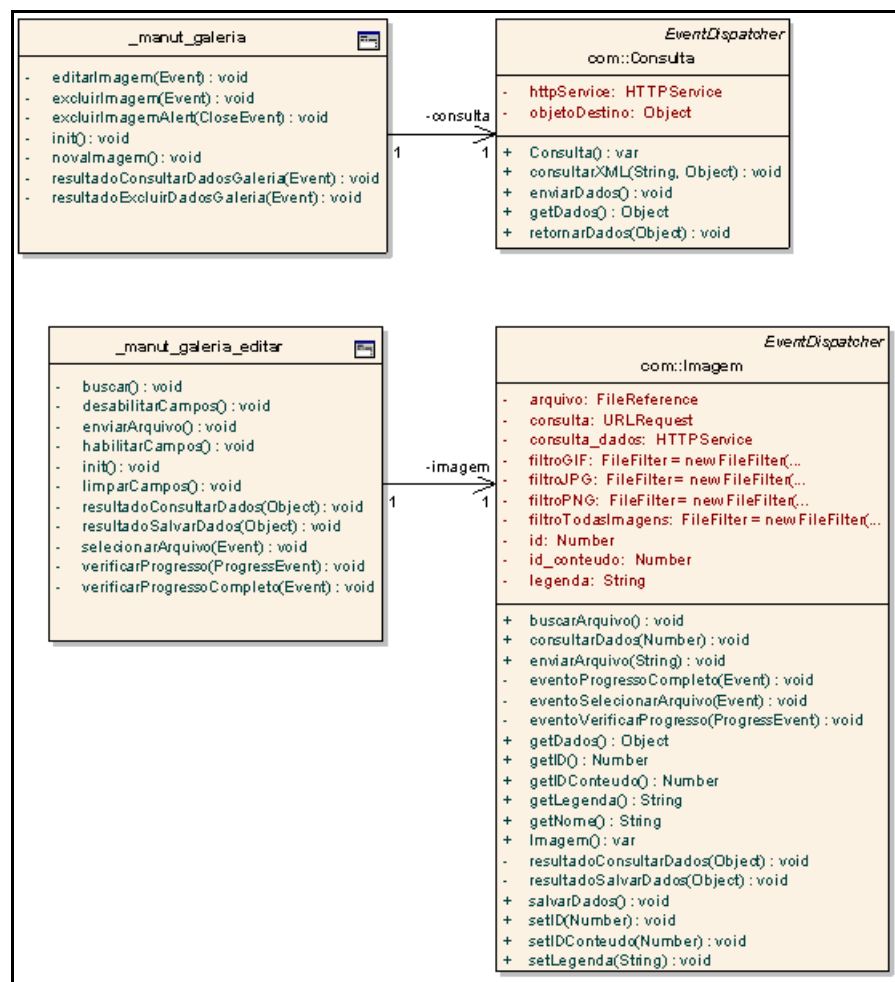 _manut_galeria
- editarImagem(Event) : void
- excluirImagem(Event) : void
- excluirImagemAlert(CloseEvent) : void
- init() : void
- novaImagem() : void
- resultadoConsultarDadosGaleria(Event) : void
- resultadoExcluirDadosGaleria(Event) : void
-consulta
1
1
EventDispatcher
com::Consulta
- httpService: HTTPService
- objetoDestino: Object
+ Consulta() : var
+ consultarXML(String, Object) : void
+ enviarDados() : void
+ getDados() : Object
+ retornarDados(Object) : void
_manut_galeria_editar
- buscar() : void
- desabilitarCampos() : void
- enviarArquivo() : void
- habilitarCampos() : void
- init() : void
- limparCampos() : void
- resultadoConsultarDados(Object) : void
- resultadoSalvarDados(Object) : void
- selecionarArquivo(Event) : void
- verificarProgresso(ProgressEvent) : void
- verificarProgressoCompleto(Event) : void
-imagem
1
1
EventDispatcher
com::Imagem
- arquivo: FileReference
- consulta: URLRequest
- consulta_dados: HTTPService
- filtroGIF: FileFilter = new FileFilter(...
- filtroJPG: FileFilter = new FileFilter(...
- filtroPNG: FileFilter = new FileFilter(...
- filtroTodasImagens: FileFilter = new FileFilter(...
- id: Number
- id_conteudo: Number
- legenda: String
+ buscarArquivo() : void
+ consultarDados(Number) : void
+ enviarArquivo(String) : void
- eventoProgressoCompleto(Event) : void
- eventoSelecionarArquivo(Event) : void
- eventoVerificarProgresso(ProgressEvent) : void
+ getDados() : Object
+ getID() : Number
+ getIDConteudo() : Number
+ getLegenda() : String
+ getNome() : String
+ Imagem() : var
- resultadoConsultarDados(Object) : void
- resultadoSalvarDados(Object) : void
+ salvarDados() : void
+ setID(Number) : void
+ setIDConteudo(Number) : void
+ setLegenda(String) : void